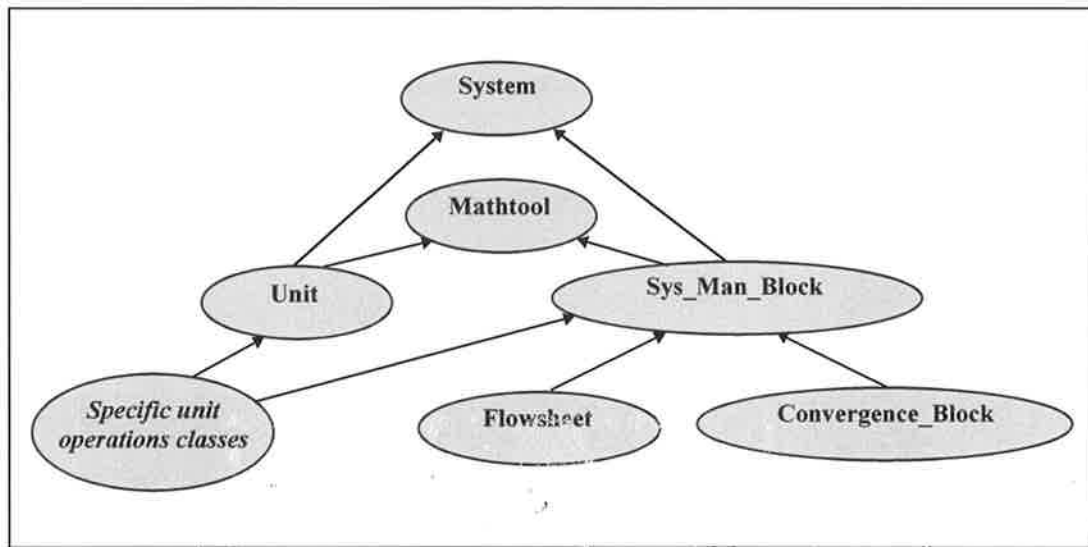 System
Mathtool
Unit
Sys_Man_Block
Specific unit
operations classes
Flowsheet
Convergence_Block